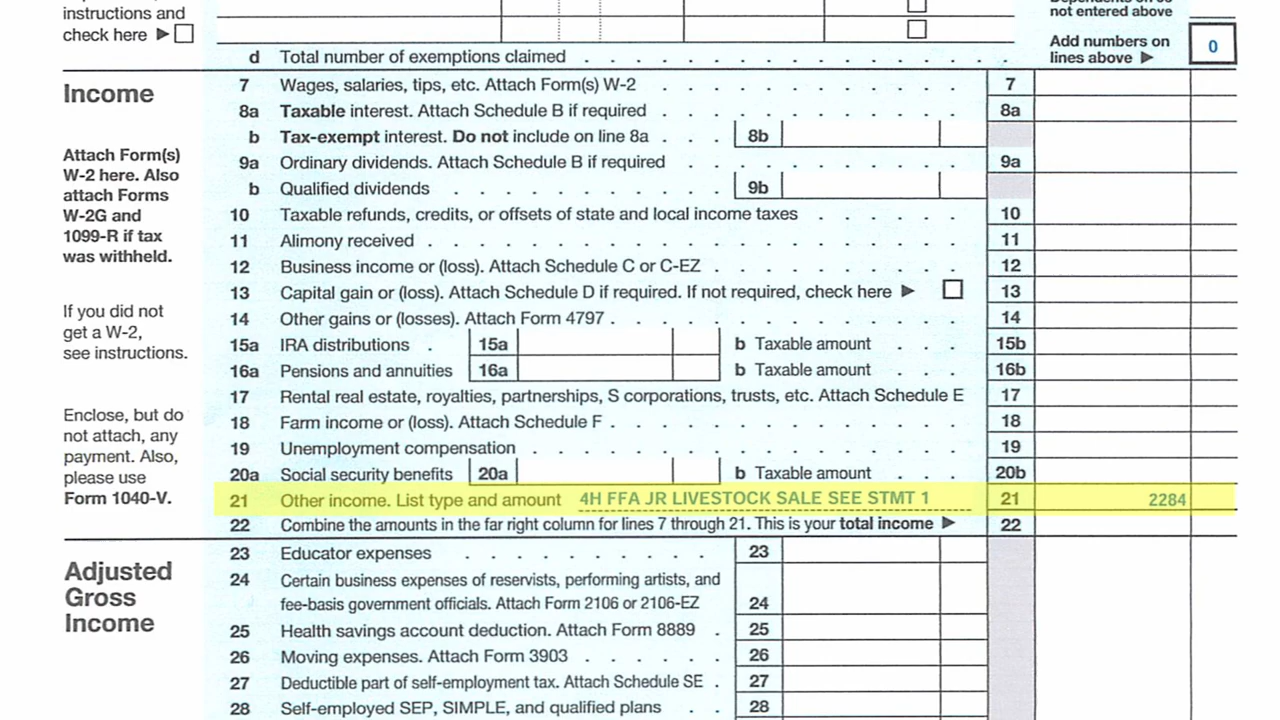 instructions and
check here ▶
not entered above
Add numbers on lines above ▶ 0
d Total number of exemptions claimed
Income
7 Wages, salaries, tips, etc. Attach Form(s) W-2 7
8a Taxable interest. Attach Schedule B if required 8a
b Tax-exempt interest. Do not include on line 8a 8b
Attach Form(s)
W-2 here. Also
attach Forms
W-2G and
1099-R if tax
was withheld.
9a Ordinary dividends. Attach Schedule B if required 9a
b Qualified dividends 9b
10 Taxable refunds, credits, or offsets of state and local income taxes 10
11 Alimony received 11
12 Business income or (loss). Attach Schedule C or C-EZ 12
13 Capital gain or (loss). Attach Schedule D if required. If not required, check here ▶ 13
If you did not
get a W-2,
see instructions.
14 Other gains or (losses). Attach Form 4797 14
15a IRA distributions 15a b Taxable amount 15b
16a Pensions and annuities 16a b Taxable amount 16b
17 Rental real estate, royalties, partnerships, S corporations, trusts, etc. Attach Schedule E 17
Enclose, but do
not attach, any
payment. Also,
please use
Form 1040-V.
18 Farm income or (loss). Attach Schedule F 18
19 Unemployment compensation 19
20a Social security benefits 20a b Taxable amount 20b
21 Other income. List type and amount 4H FFA JR LIVESTOCK SALE SEE STMT 1 21 2284
22 Combine the amounts in the far right column for lines 7 through 21. This is your total income ▶ 22
Adjusted
Gross
Income
23 Educator expenses 23
24 Certain business expenses of reservists, performing artists, and
fee-basis government officials. Attach Form 2106 or 2106-EZ 24
25 Health savings account deduction. Attach Form 8889 25
26 Moving expenses. Attach Form 3903 26
27 Deductible part of self-employment tax. Attach Schedule SE 27
28 Self-employed SEP, SIMPLE, and qualified plans 28